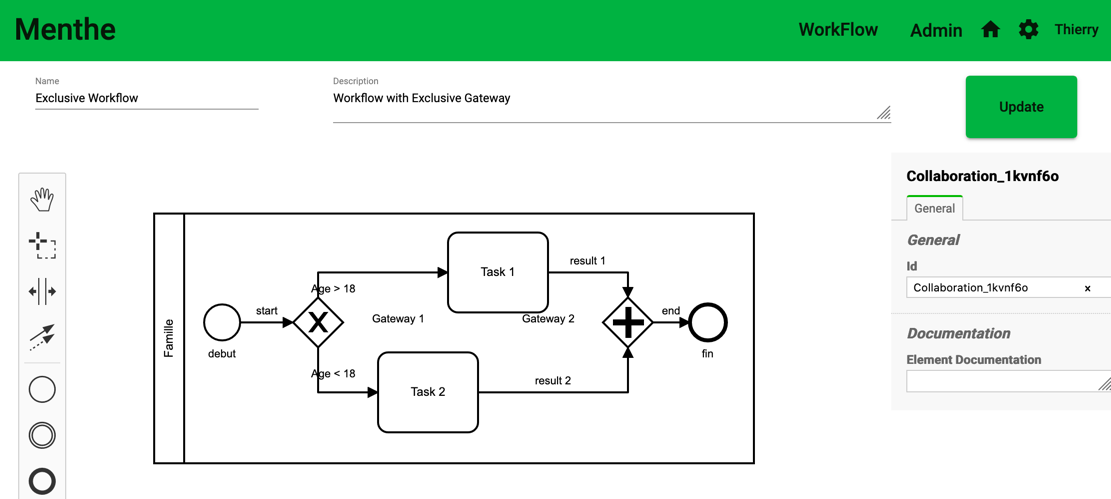 Menthe
WorkFlow
Admin
Thierry
Name
Exclusive Workflow
Description
Workflow with Exclusive Gateway
Update
Collaboration_1kvnf6o
General
General
Id
Collaboration_1kvnf6o
x
Documentation
Element Documentation
Famille
debut
start
Age > 18
Gateway 1
Age < 18
Task 1
Task 2
result 1
Gateway 2
result 2
end
fin